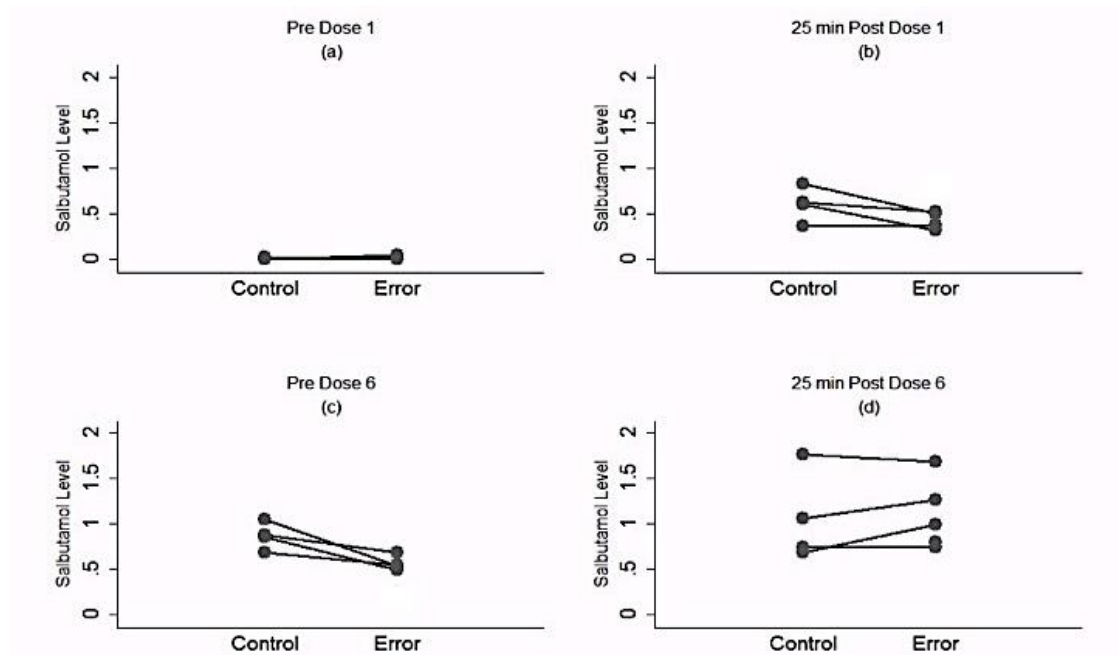 Pre Dose 1
(a)
Salbutamol Level
2
1.5
1
.5
0
Control Error
25 min Post Dose 1
(b)
Salbutamol Level
2
1.5
1
.5
0
Control Error
Pre Dose 6
(c)
Salbutamol Level
2
1.5
1
.5
0
Control Error
25 min Post Dose 6
(d)
Salbutamol Level
2
1.5
1
.5
0
Control Error